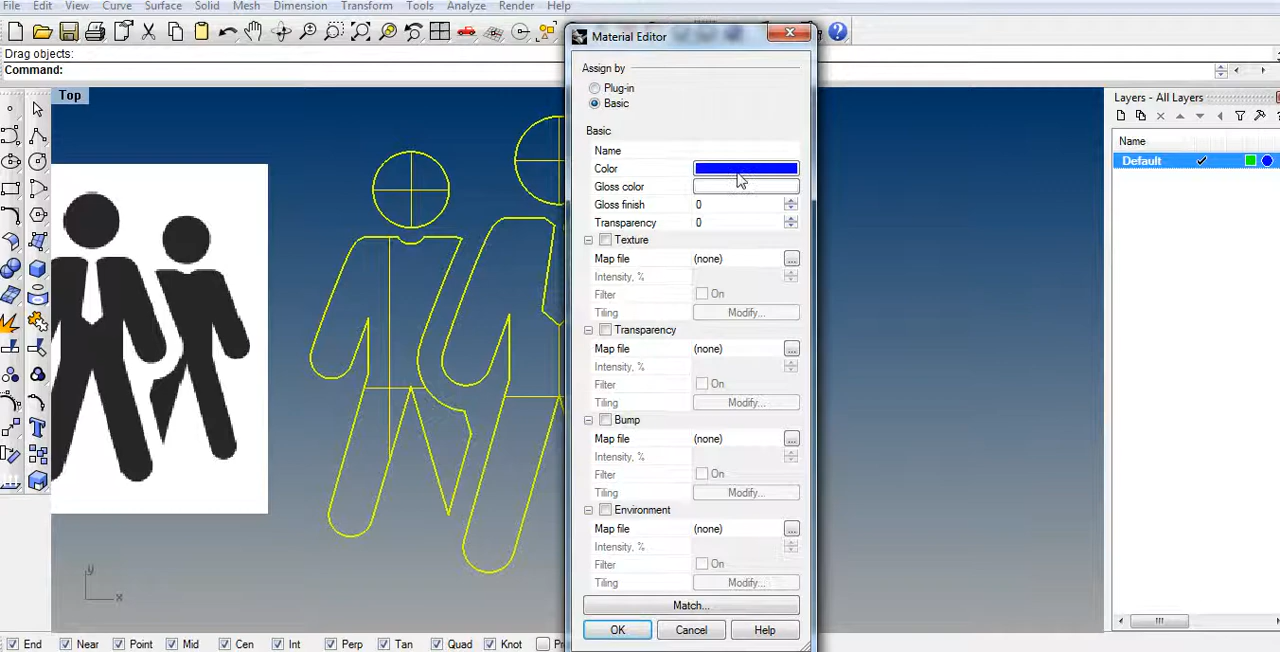 File Edit View Curve Surface Solid Mesh Dimension Transform Tools Analyze Render Help
Material Editor
Drag objects:
Command:
Assign by
Top
Plug-in
Layers - All Layers
Basic
Basic
Name
Name
Color
Default
Gloss color
Gloss finish 0
Transparency 0
Texture
Map file (none) ...
Intensity, %
Filter On
Tiling Modify...
Transparency
Map file (none) ...
Intensity, %
Filter On
Tiling Modify...
Bump
Map file (none) ...
Intensity, %
Filter On
Tiling Modify...
Environment
Map file (none) ...
Intensity, %
Filter On
Tiling Modify...
y
x
Match...
OK Cancel Help
End Near Point Mid Cen Int Perp Tan Quad Knot